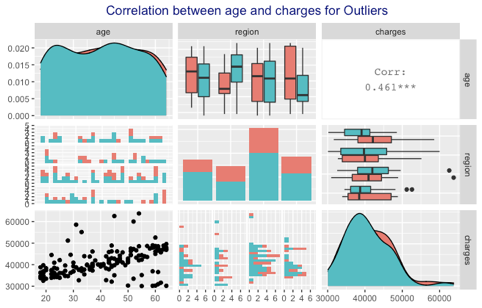 Correlation between age and charges for Outliers
age region charges
0.020
0.015
0.010
0.005
0.000
Corr:
0.461***
age
region
60000
50000
40000
30000
charges
20 30 40 50 60 0 2 4 6 0 2 4 6 0 2 4 6 0 2 4 6 30000 40000 50000 60000